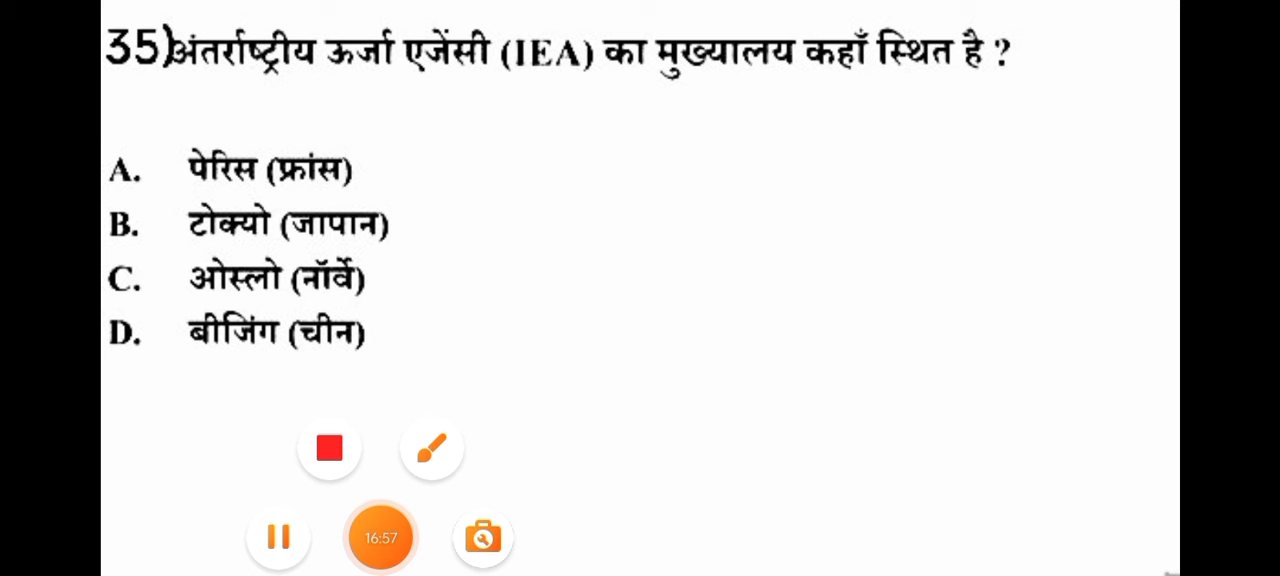 35)अंतर्राष्ट्रीय ऊर्जा एजेंसी (IEA) का मुख्यालय कहाँ स्थित है ?
A. पेरिस (फ्रांस)
B. टोक्यो (जापान)
C. ओस्लो (नॉर्वे)
D. बीजिंग (चीन)
16:57